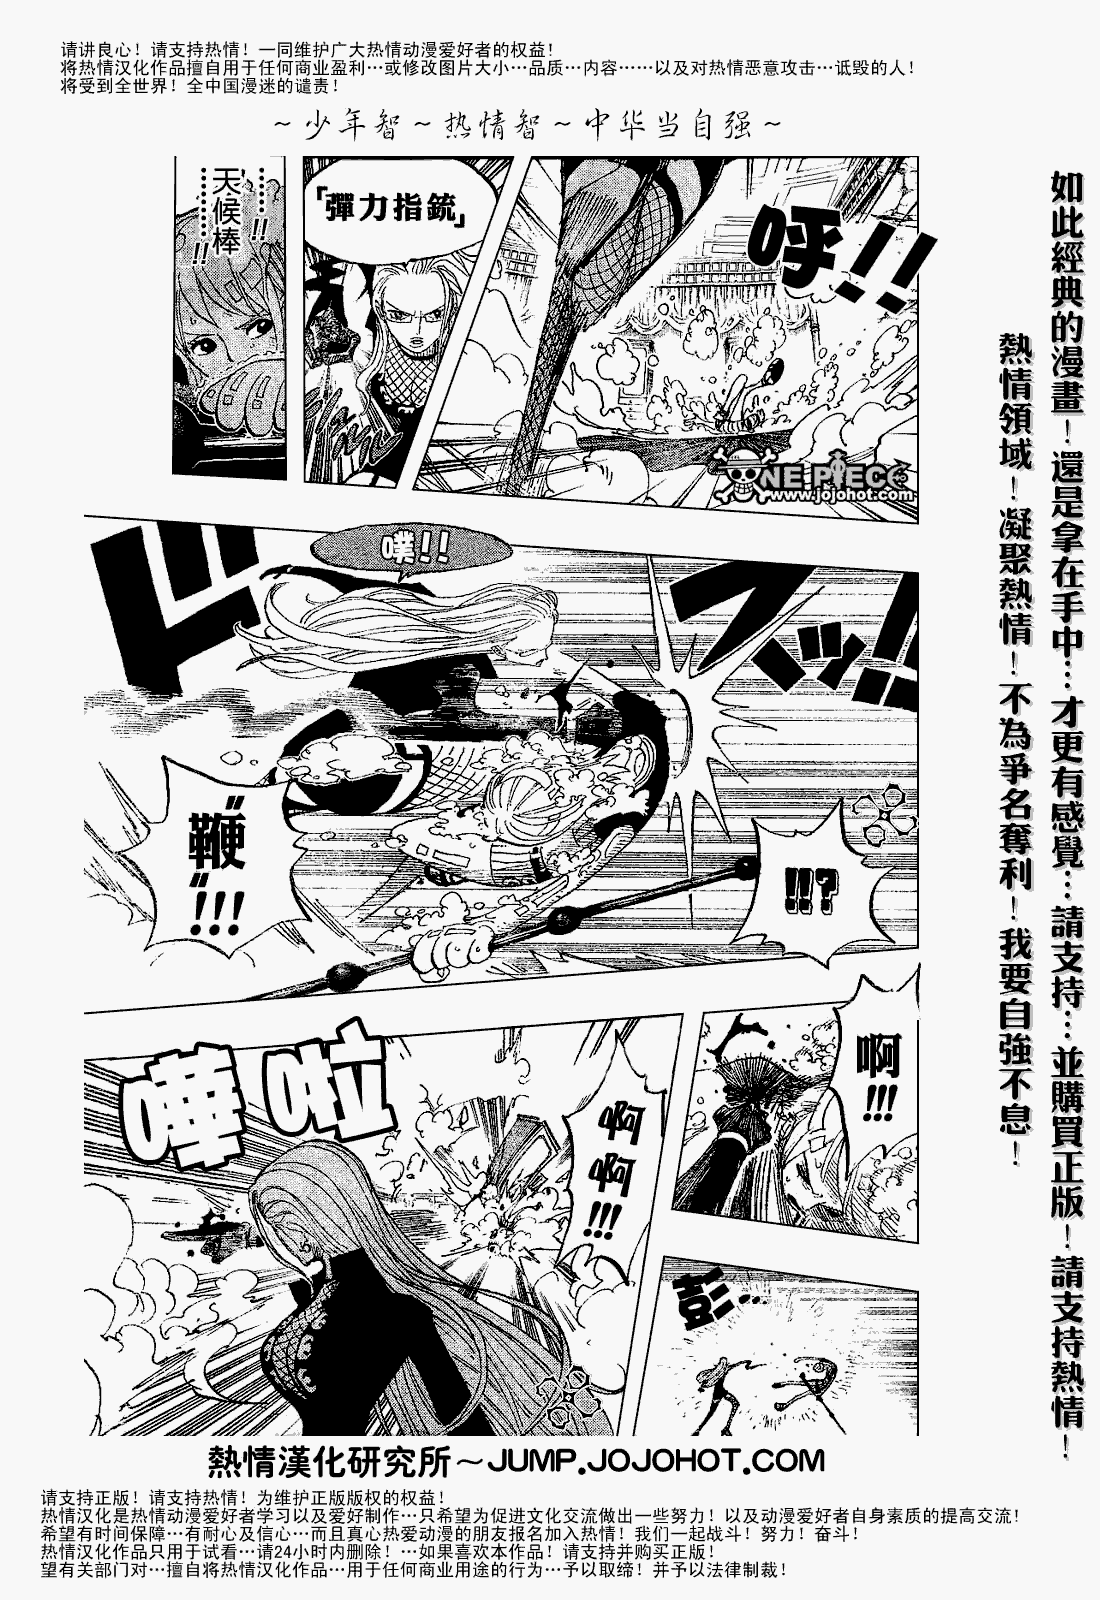 请讲良心！请支持热情！一同维护广大热情动漫爱好者的权益！
将热情汉化作品擅自用于任何商业盈利…或修改图片大小…品质…内容……以及对热情恶意攻击…诋毁的人！
将受到全世界！全中国漫迷的谴责！
～少年智～热情智～中华当自强～
呼!!
「彈力指銃」
……!!
天候棒
……!!
ONE PIECE
www.jojohot.com
噗!!
ドフッ!!
!!?
"鞭"!!!
啊!!!
啊啊!!!
嘩啦
彭…
如此經典的漫畫！還是拿在手中…才更有感覺…請支持…並購買正版！請支持熱情！
熱情領域！凝聚熱情！不為爭名奪利！我要自強不息！
熱情漢化研究所～JUMP.JOJOHOT.COM
请支持正版！请支持热情！为维护正版版权的权益！
热情汉化是热情动漫爱好者学习以及爱好制作…只希望为促进文化交流做出一些努力！以及动漫爱好者自身素质的提高交流！
希望有时间保障…有耐心及信心…而且真心热爱动漫的朋友报名加入热情！我们一起战斗！努力！奋斗！
热情汉化作品只用于试看…请24小时内删除！…如果喜欢本作品！请支持并购买正版！
望有关部门对…擅自将热情汉化作品…用于任何商业用途的行为…予以取缔！并予以法律制裁！